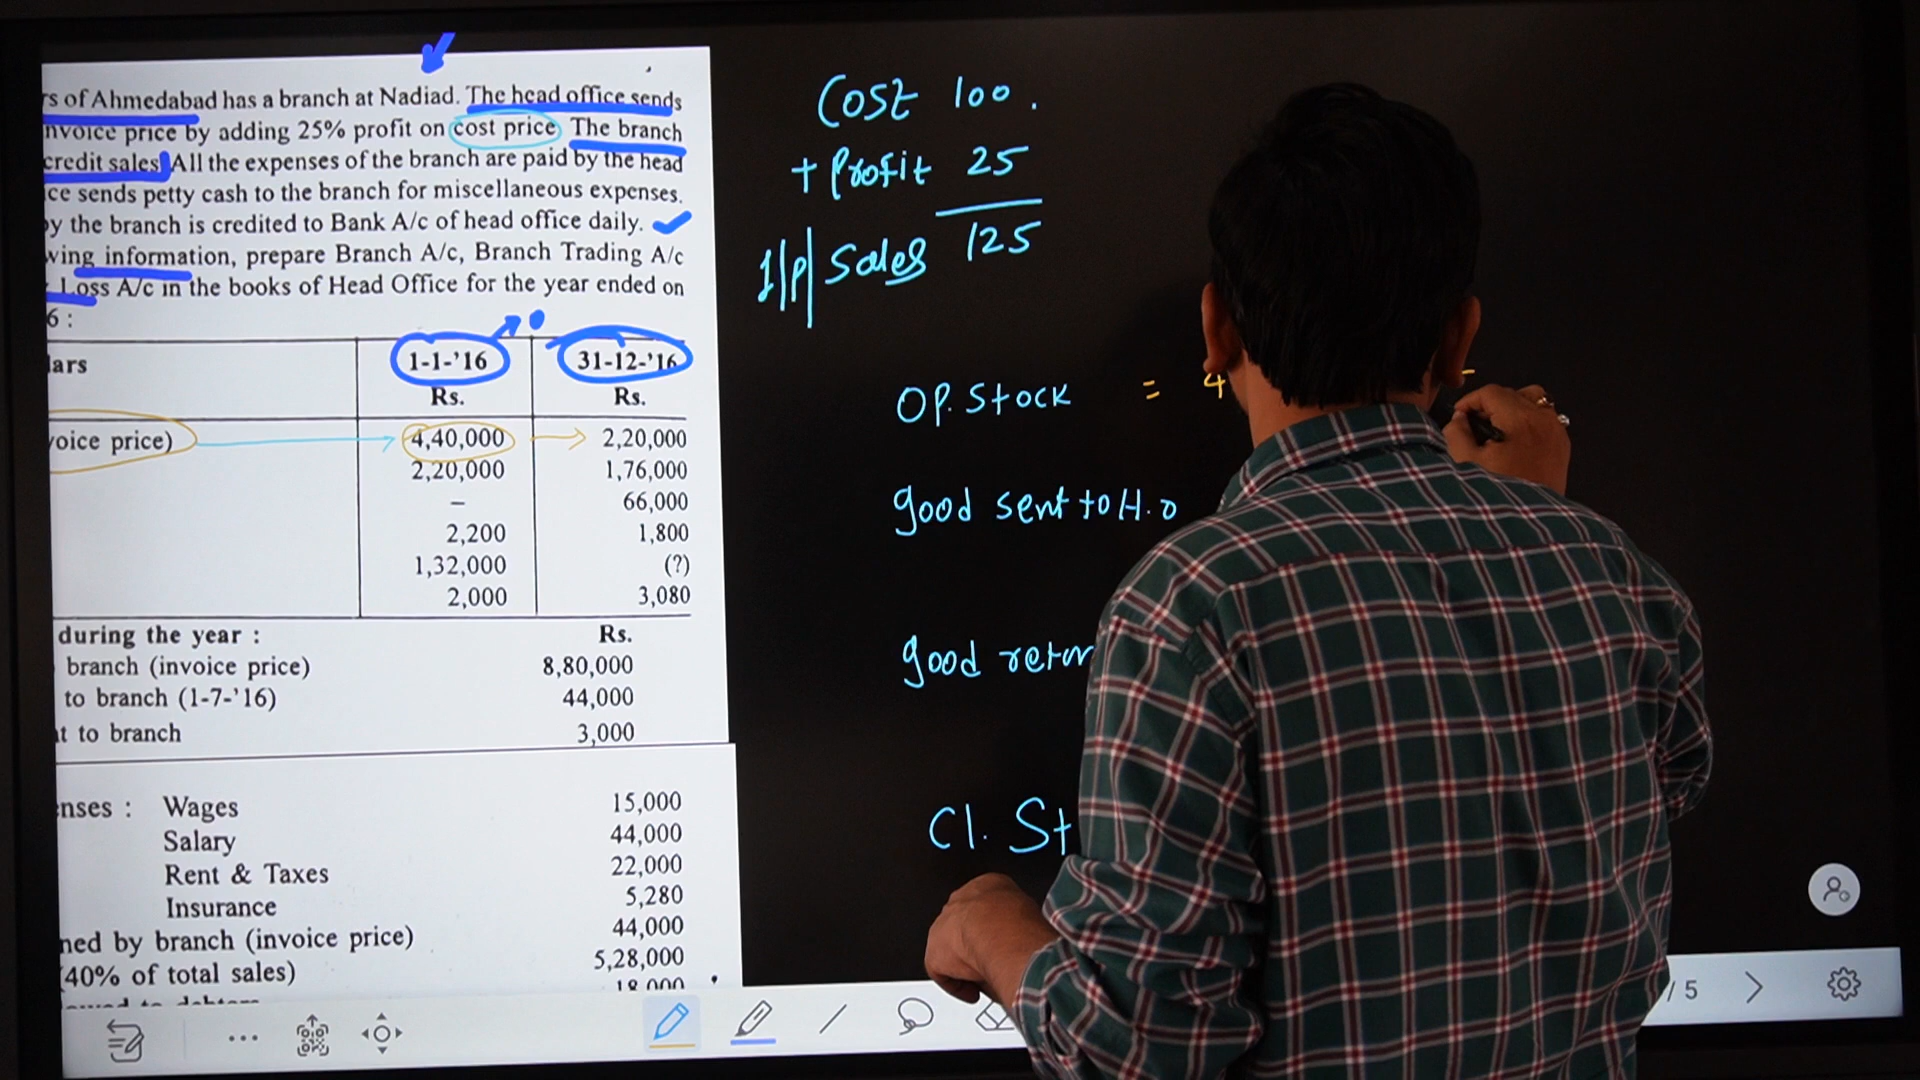 rs of Ahmedabad has a branch at Nadiad. The head office sends
nvoice price by adding 25% profit on cost price The branch
credit sales All the expenses of the branch are paid by the head
ce sends petty cash to the branch for miscellaneous expenses.
y the branch is credited to Bank A/c of head office daily.
wing information, prepare Branch A/c, Branch Trading A/c
Loss A/c in the books of Head Office for the year ended on
6 :
lars 1-1-'16 31-12-'16
Rs. Rs.
voice price) 4,40,000 2,20,000
2,20,000 1,76,000
– 66,000
2,200 1,800
1,32,000 (?)
2,000 3,080
during the year : Rs.
branch (invoice price) 8,80,000
to branch (1-7-'16) 44,000
t to branch 3,000
enses : Wages 15,000
Salary 44,000
Rent & Taxes 22,000
Insurance 5,280
ned by branch (invoice price) 44,000
(40% of total sales) 5,28,000
18,000
Cost 100.
+ Profit 25
I/P/ Sales 125
Op. Stock = 4
good sent to H.O
good retur
Cl. St
/ 5